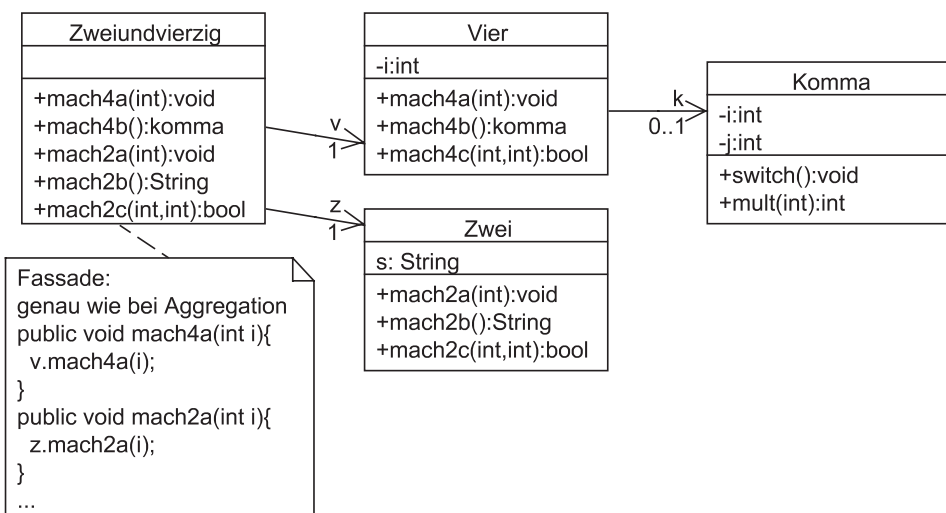 Zweiundvierzig
+mach4a(int):void
+mach4b():komma
+mach2a(int):void
+mach2b():String
+mach2c(int,int):bool
v
1
z
1
Vier
-i:int
+mach4a(int):void
+mach4b():komma
+mach4c(int,int):bool
k
0..1
Komma
-i:int
-j:int
+switch():void
+mult(int):int
Zwei
s: String
+mach2a(int):void
+mach2b():String
+mach2c(int,int):bool
Fassade:
genau wie bei Aggregation
public void mach4a(int i){
v.mach4a(i);
}
public void mach2a(int i){
z.mach2a(i);
}
...